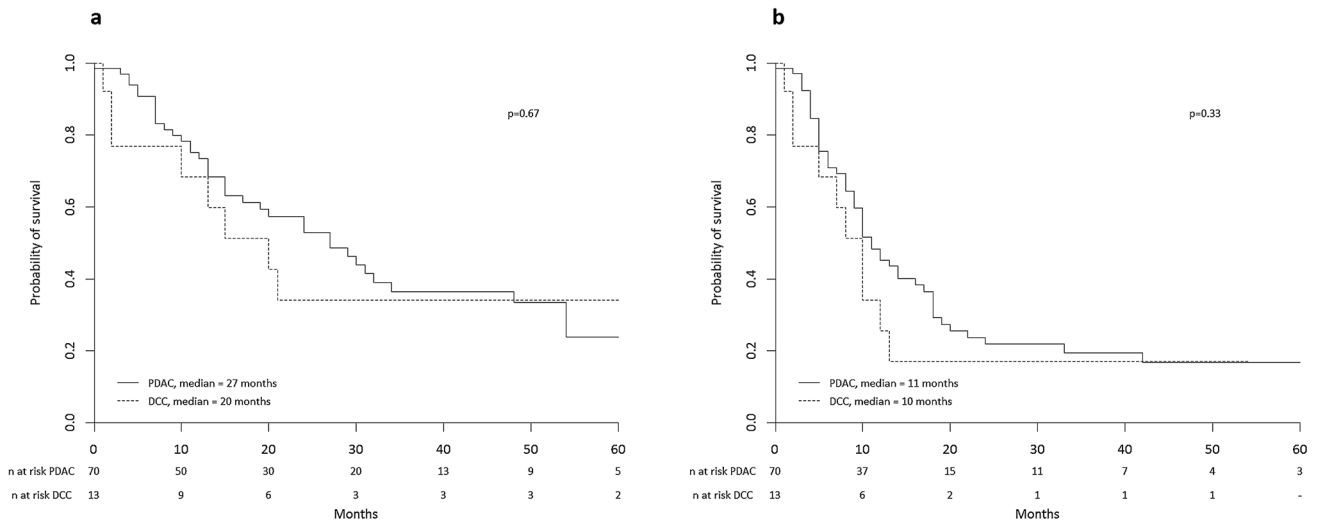 a
Probability of survival
1.0
0.8
0.6
0.4
0.2
0.0
p=0.67
PDAC, median = 27 months
DCC, median = 20 months
0 10 20 30 40 50 60
n at risk PDAC 70 50 30 20 13 9 5
n at risk DCC 13 9 6 3 3 3 2
Months
b
Probability of survival
1.0
0.8
0.6
0.4
0.2
0.0
p=0.33
PDAC, median = 11 months
DCC, median = 10 months
0 10 20 30 40 50 60
n at risk PDAC 70 37 15 11 7 4 3
n at risk DCC 13 6 2 1 1 1 -
Months